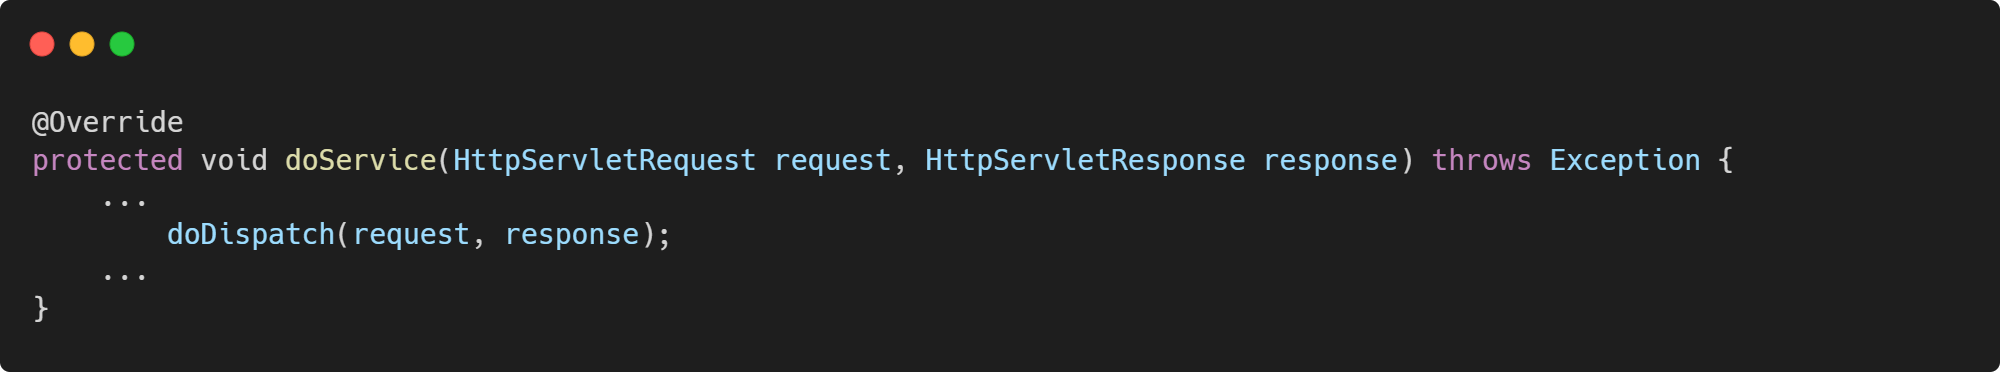 @Override
protected void doService(HttpServletRequest request, HttpServletResponse response) throws Exception {
    ...
        doDispatch(request, response);
    ...
}